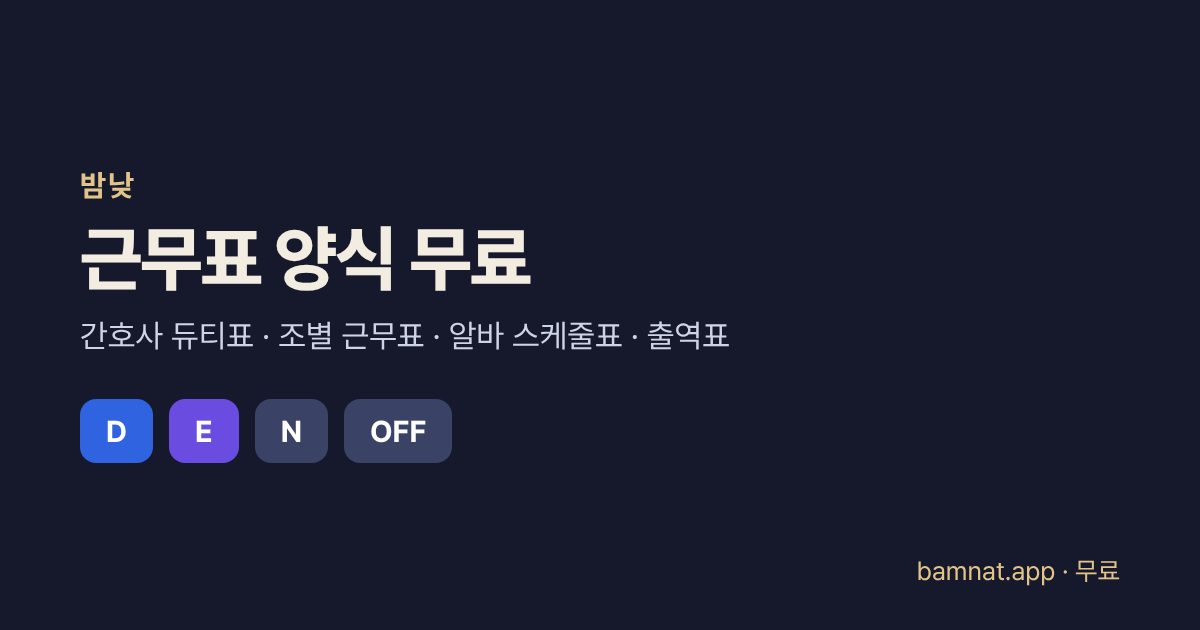 밤낮
근무표 양식 무료
간호사 듀티표 · 조별 근무표 · 알바 스케줄표 · 출역표
D E N OFF
bamnat.app · 무료